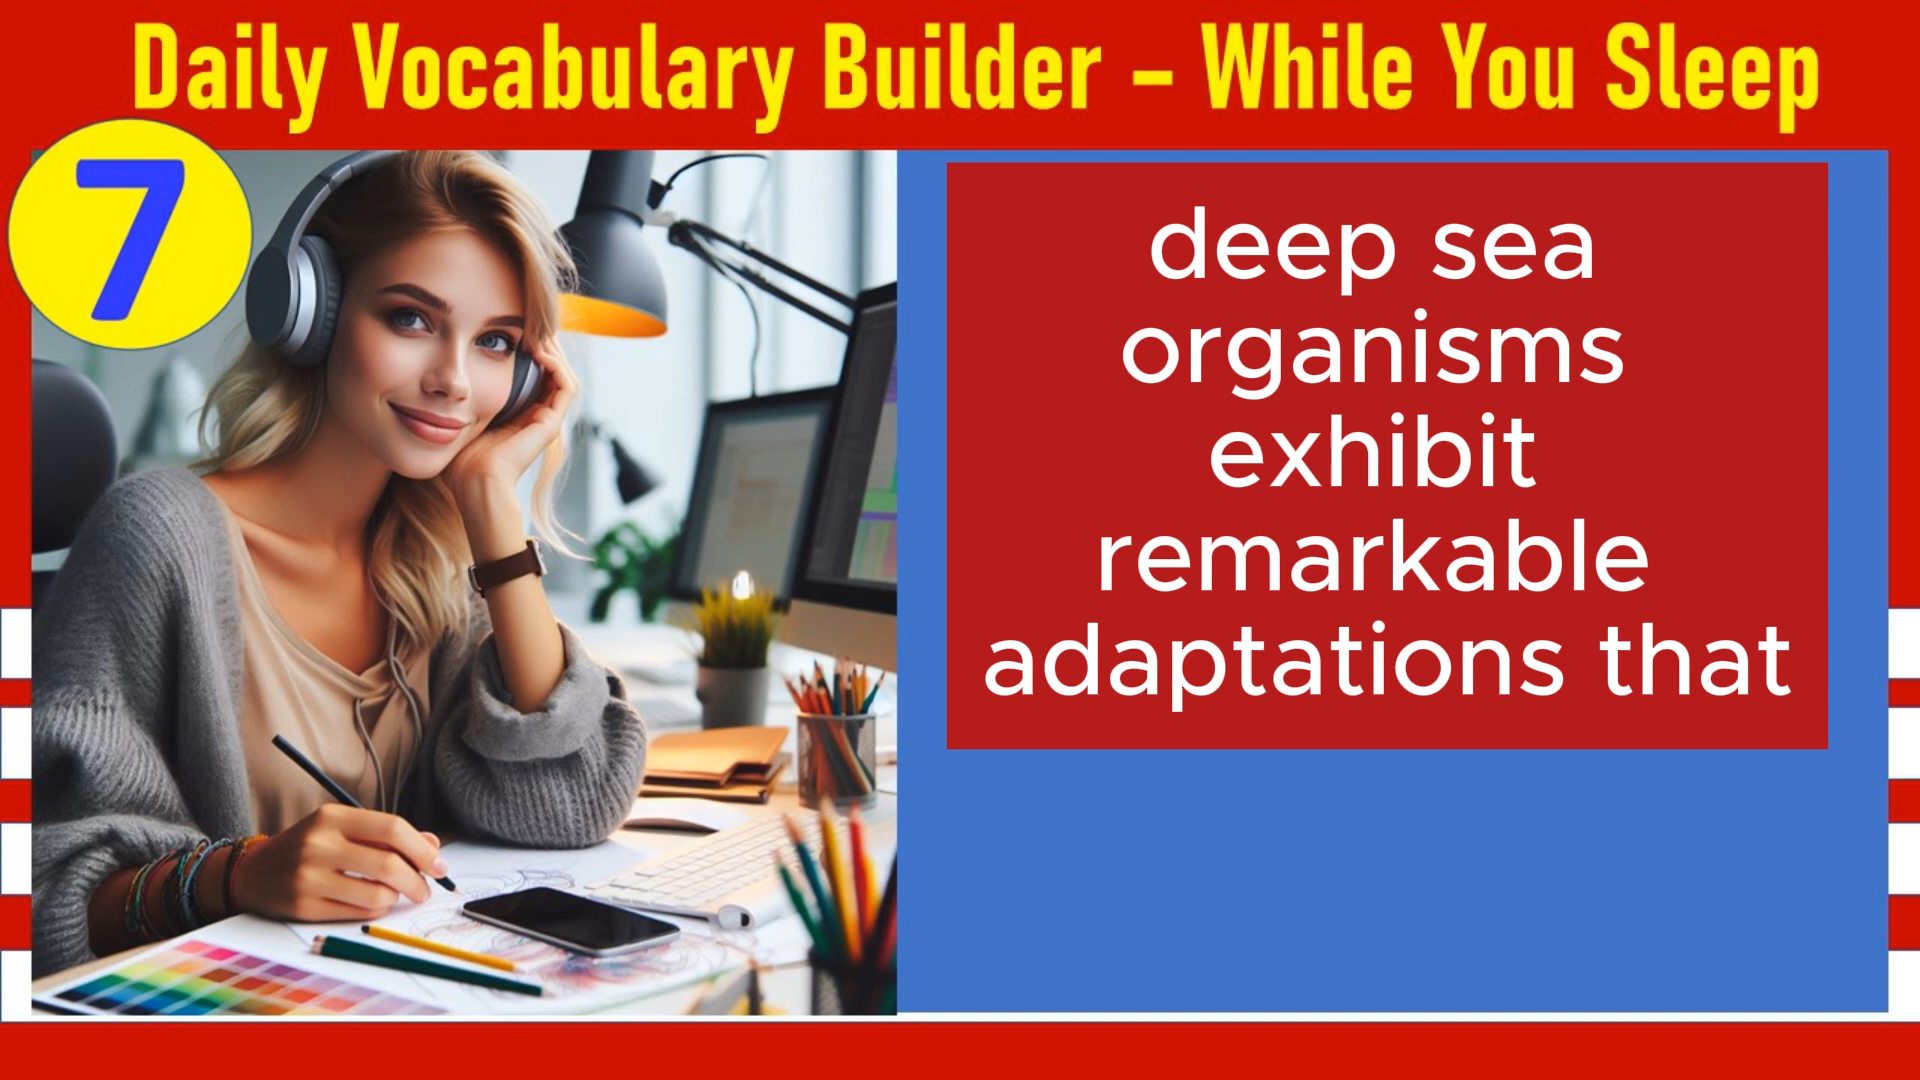 Daily Vocabulary Builder – While You Sleep
7
deep sea
organisms
exhibit
remarkable
adaptations that